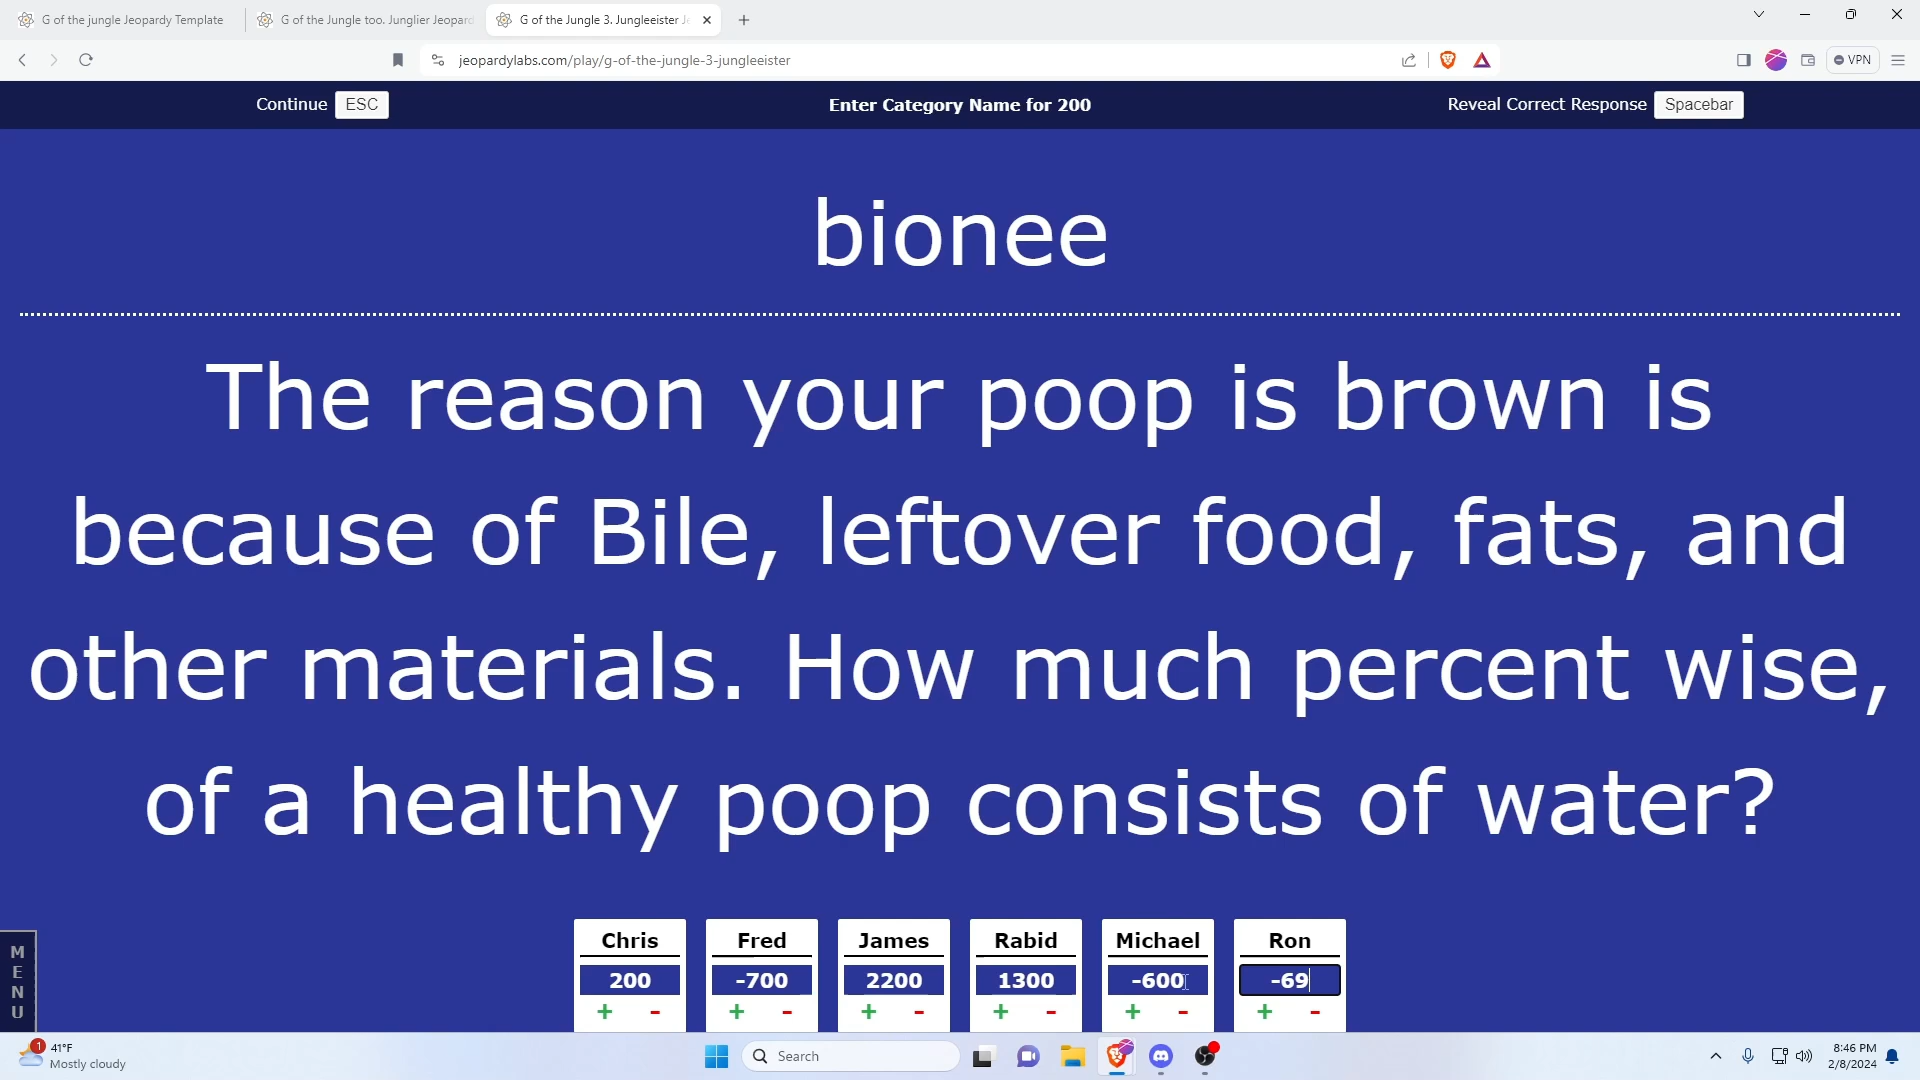 G of the jungle Jeopardy Template
G of the Jungle too. Junglier Jeopard
G of the Jungle 3. Jungleeister Je
jeopardylabs.com/play/g-of-the-jungle-3-jungleeister
VPN
Continue ESC
Enter Category Name for 200
Reveal Correct Response Spacebar
bionee
The reason your poop is brown is
because of Bile, leftover food, fats, and
other materials. How much percent wise,
of a healthy poop consists of water?
MENU
Chris Fred James Rabid Michael Ron
200 -700 2200 1300 -600 -69
+ - + - + - + - + - + -
1
41°F
Mostly cloudy
Search
8:46 PM
2/8/2024